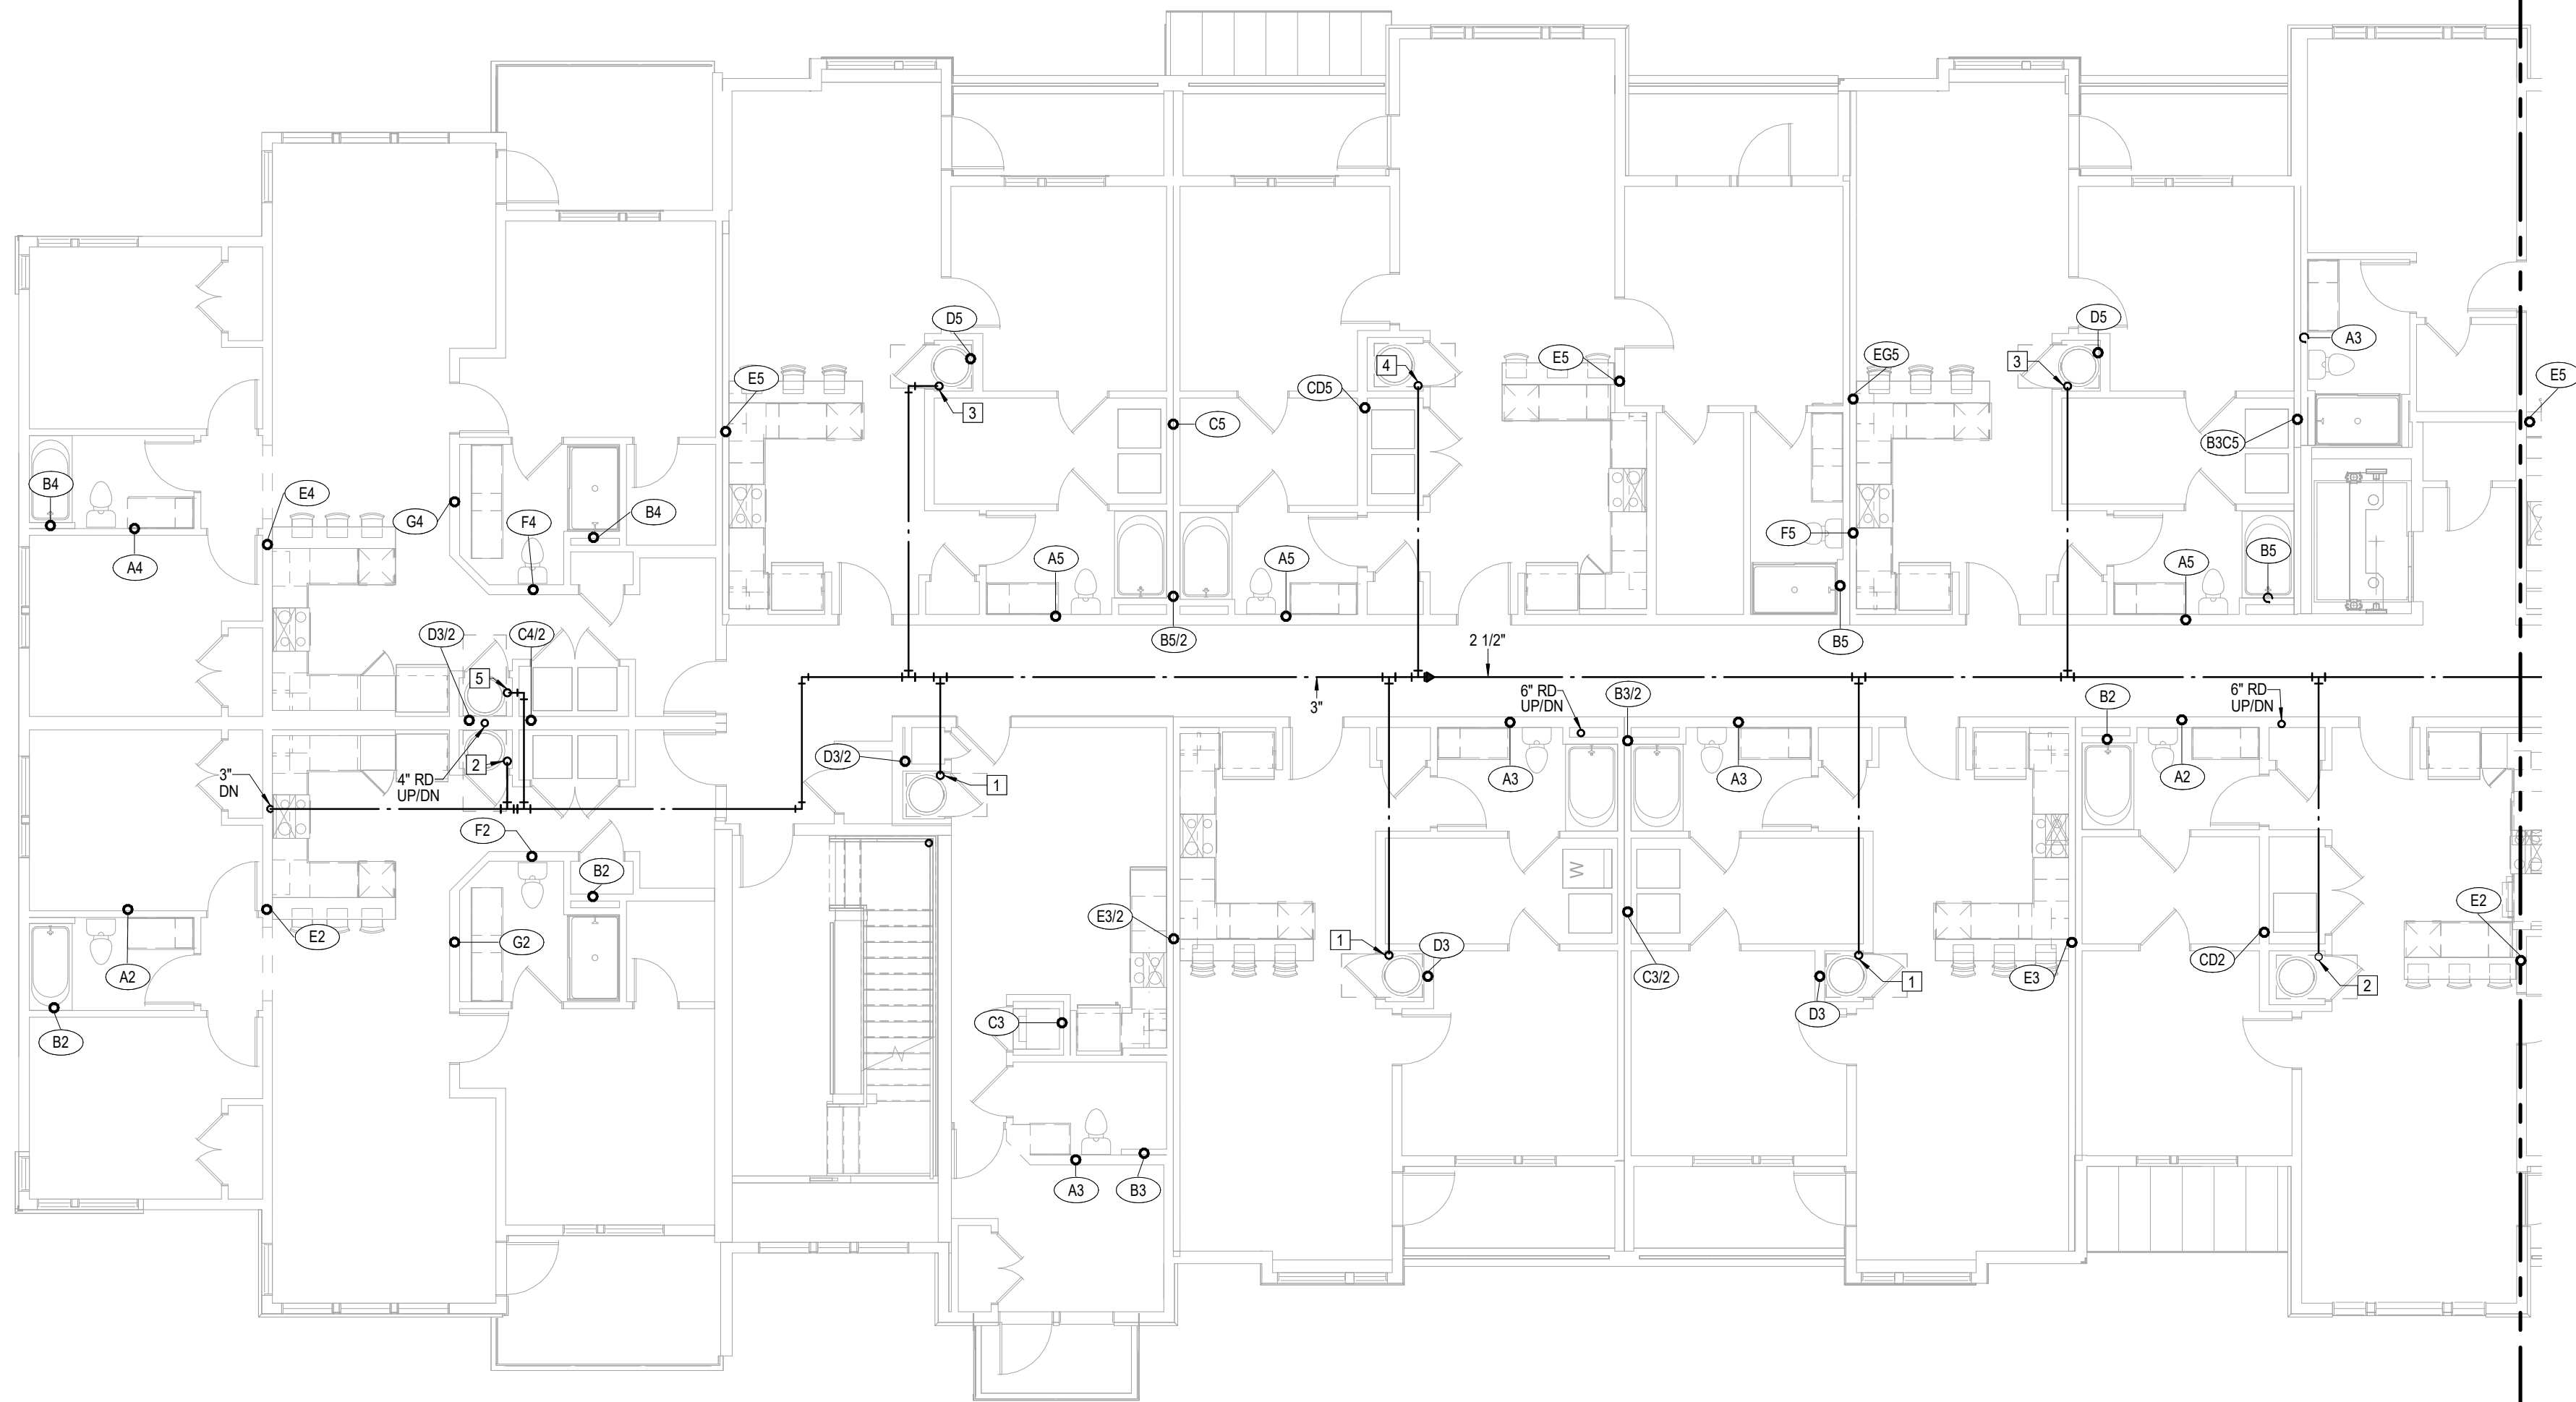 D5
D5
A3
E5
E5
3
4
E5
CD5
EG5
3
E5
C5
B3C5
B4
E4
G4
F4
B4
A4
F5
A5
A5
A5
B5
D3/2
C4/2
B5/2
B5
2 1/2"
5
3"
6" RD
UP/DN
B3/2
6" RD
UP/DN
B2
D3/2
2
4" RD
UP/DN
3"
DN
1
A3
A3
A2
F2
B2
W
E3/2
E2
G2
E2
A2
1
D3
C3/2
E3
1
CD2
2
C3
D3
B2
A3
B3